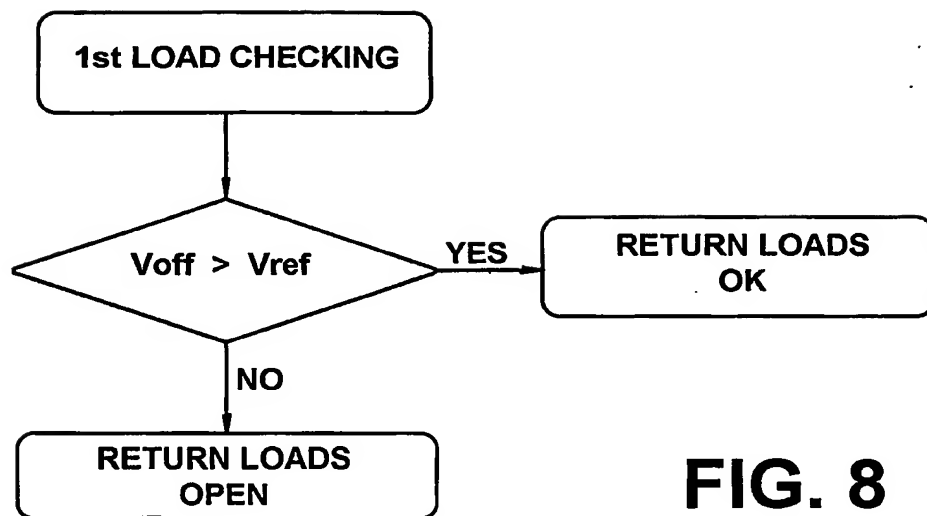 1st LOAD CHECKING
Voff > Vref
YES
RETURN LOADS
OK
NO
RETURN LOADS
OPEN
FIG. 8